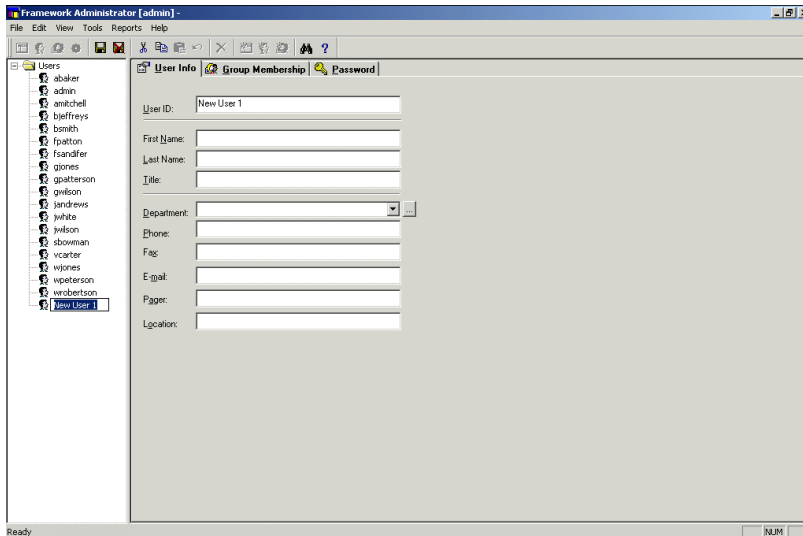 Framework Administrator [admin] -
File Edit View Tools Reports Help
Users
abaker
admin
amitchell
bjeffreys
bsmith
fpatton
fsandifer
gjones
gpatterson
gwilson
jandrews
jwhite
jwilson
sbowman
vcarter
wjones
wpeterson
wrobertson
New User 1
User Info Group Membership Password
User ID: New User 1
First Name:
Last Name:
Title:
Department: ...
Phone:
Fax:
E-mail:
Pager:
Location:
Ready NUM